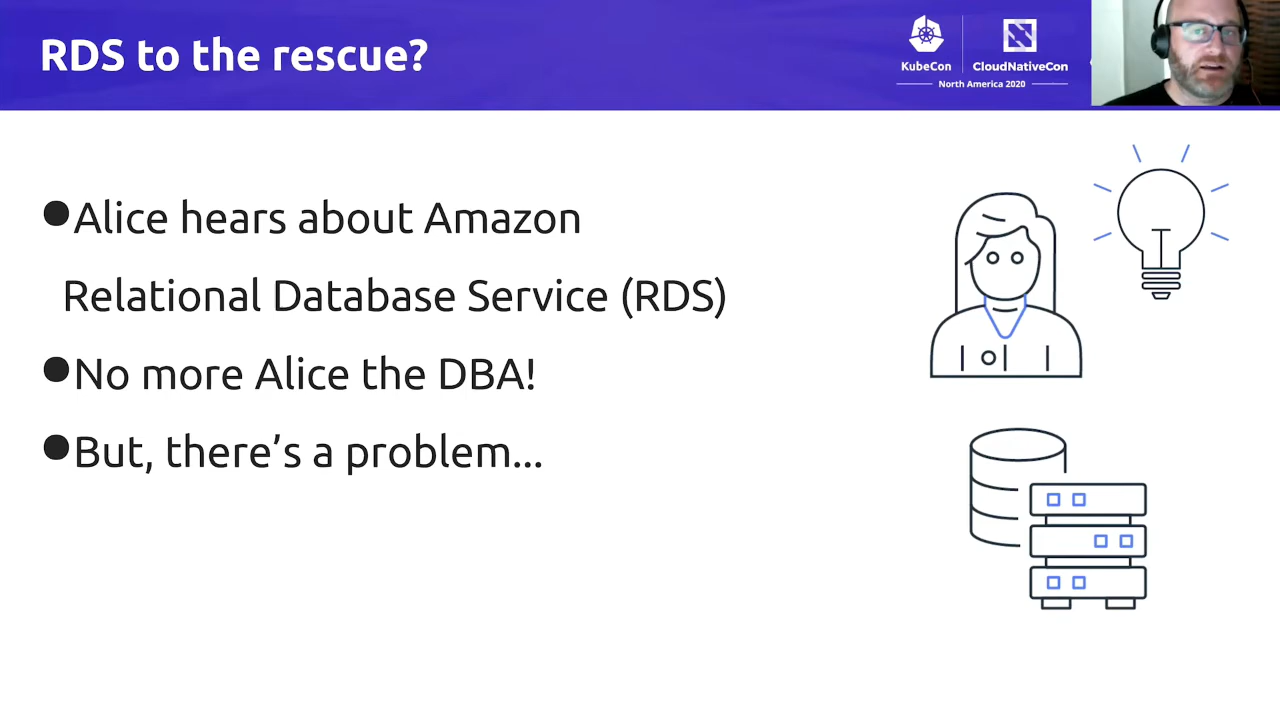 RDS to the rescue?
KubeCon
CloudNativeCon
North America 2020
●Alice hears about Amazon
Relational Database Service (RDS)
●No more Alice the DBA!
●But, there’s a problem...